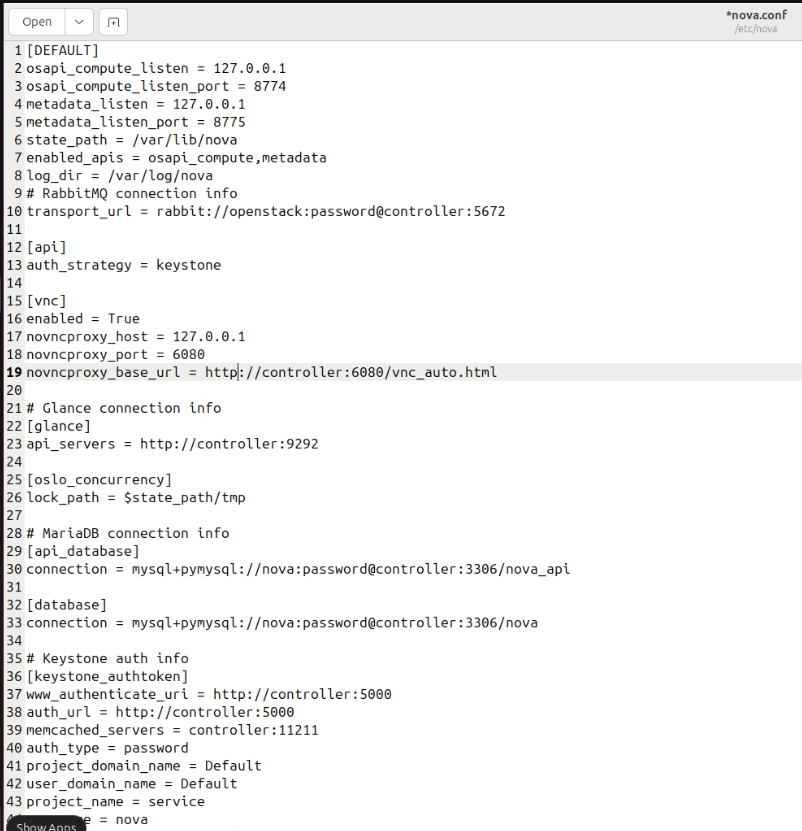 Open
*nova.conf
/etc/nova
1 [DEFAULT]
2 osapi_compute_listen = 127.0.0.1
3 osapi_compute_listen_port = 8774
4 metadata_listen = 127.0.0.1
5 metadata_listen_port = 8775
6 state_path = /var/lib/nova
7 enabled_apis = osapi_compute,metadata
8 log_dir = /var/log/nova
9 # RabbitMQ connection info
10 transport_url = rabbit://openstack:password@controller:5672
11
12 [api]
13 auth_strategy = keystone
14
15 [vnc]
16 enabled = True
17 novncproxy_host = 127.0.0.1
18 novncproxy_port = 6080
19 novncproxy_base_url = http://controller:6080/vnc_auto.html
20
21 # Glance connection info
22 [glance]
23 api_servers = http://controller:9292
24
25 [oslo_concurrency]
26 lock_path = $state_path/tmp
27
28 # MariaDB connection info
29 [api_database]
30 connection = mysql+pymysql://nova:password@controller:3306/nova_api
31
32 [database]
33 connection = mysql+pymysql://nova:password@controller:3306/nova
34
35 # Keystone auth info
36 [keystone_authtoken]
37 www_authenticate_uri = http://controller:5000
38 auth_url = http://controller:5000
39 memcached_servers = controller:11211
40 auth_type = password
41 project_domain_name = Default
42 user_domain_name = Default
43 project_name = service
= nova
Show Apps